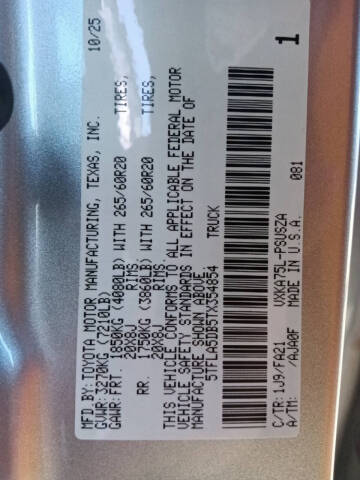 MFD.BY:TOYOTA MOTOR MANUFACTURING, TEXAS, INC. 10/25
GVWR: 3270KG (7210LB)
GAWR: FRT. 1850KG (4080LB) WITH 265/60R20 TIRES,
20X8J RIMS
RR. 1750KG (3860LB) WITH 265/60R20 TIRES,
20X8J RIMS
THIS VEHICLE CONFORMS TO ALL APPLICABLE FEDERAL MOTOR
VEHICLE SAFETY STANDARDS IN EFFECT ON THE DATE OF
MANUFACTURE SHOWN ABOVE.
5TFLA5DB5TX354854 TRUCK
C/TR: 1J9/FA21 VXKA75L-PSUSZA 081
A/TM: /AJA0F MADE IN U.S.A. 1